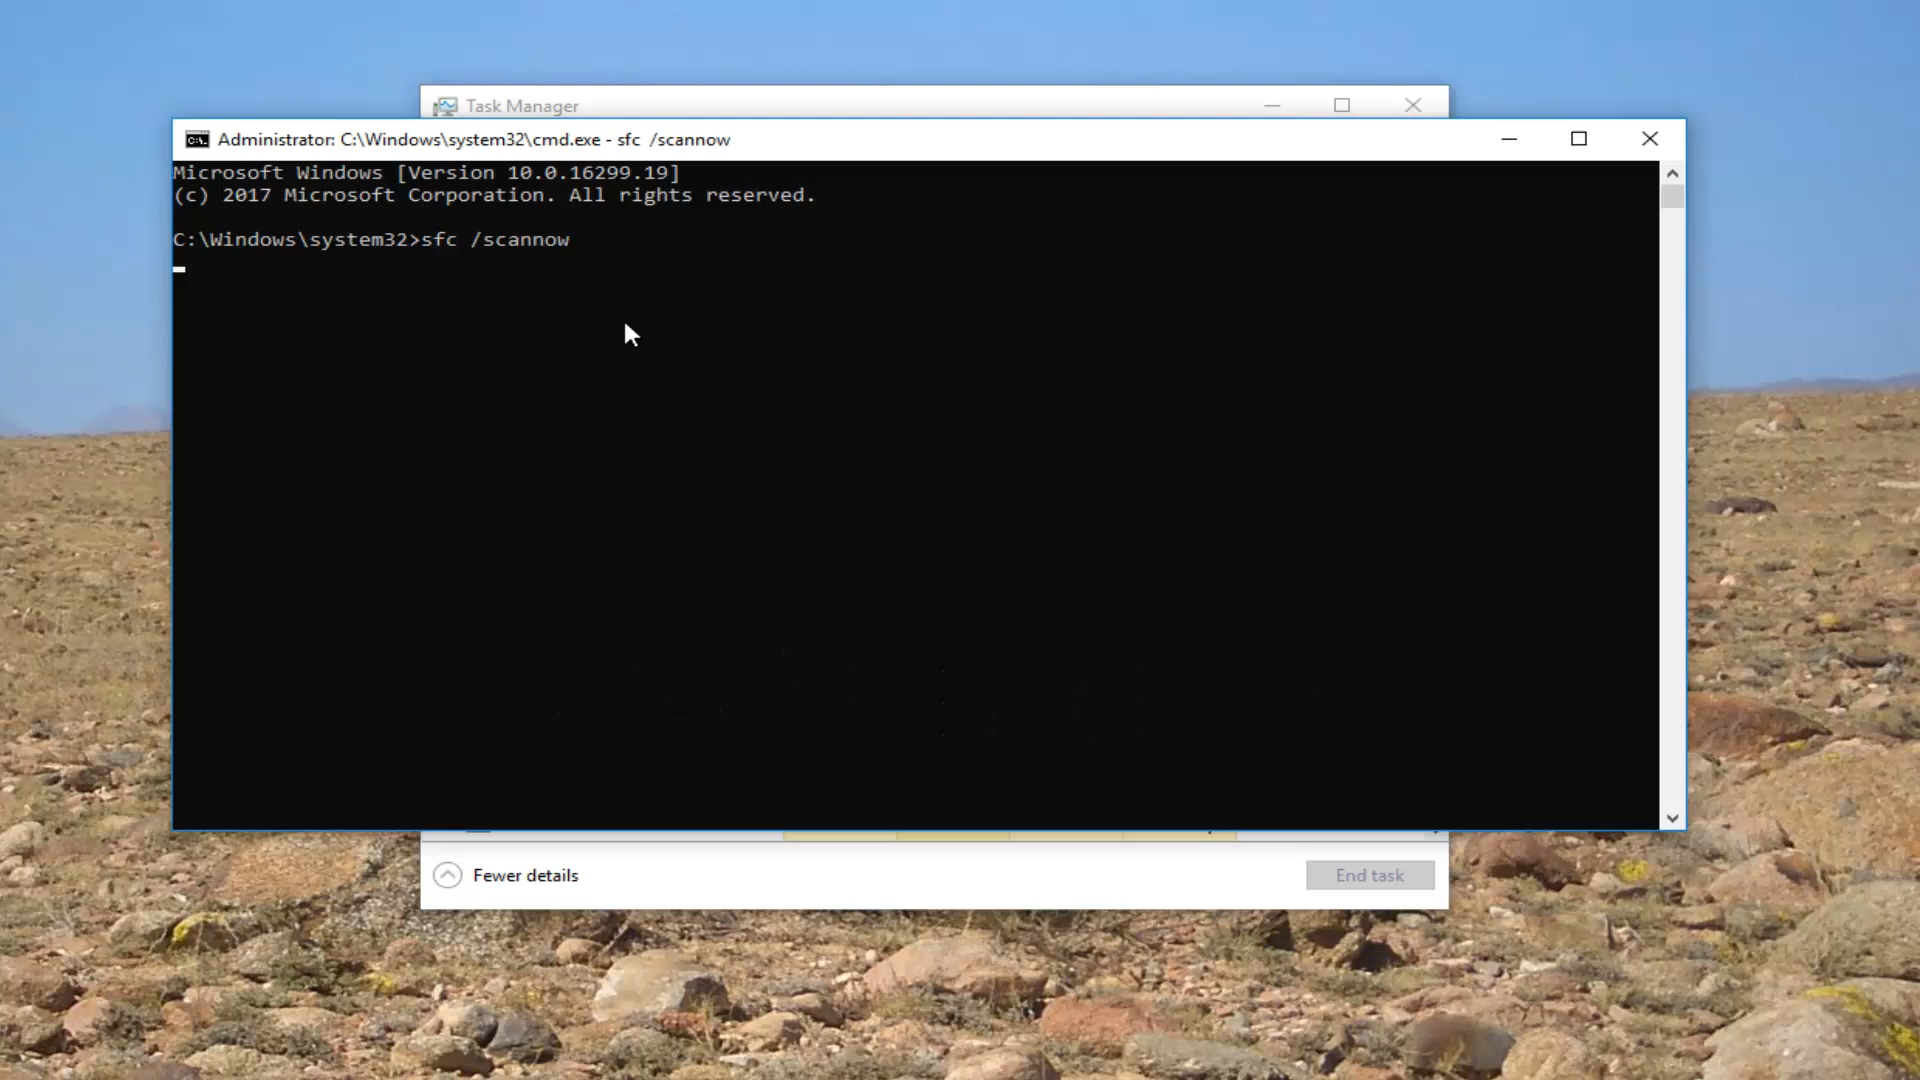 Task Manager
Administrator: C:\Windows\system32\cmd.exe - sfc  /scannow
Microsoft Windows [Version 10.0.16299.19]
(c) 2017 Microsoft Corporation. All rights reserved.
C:\Windows\system32>sfc /scannow
Fewer details
End task